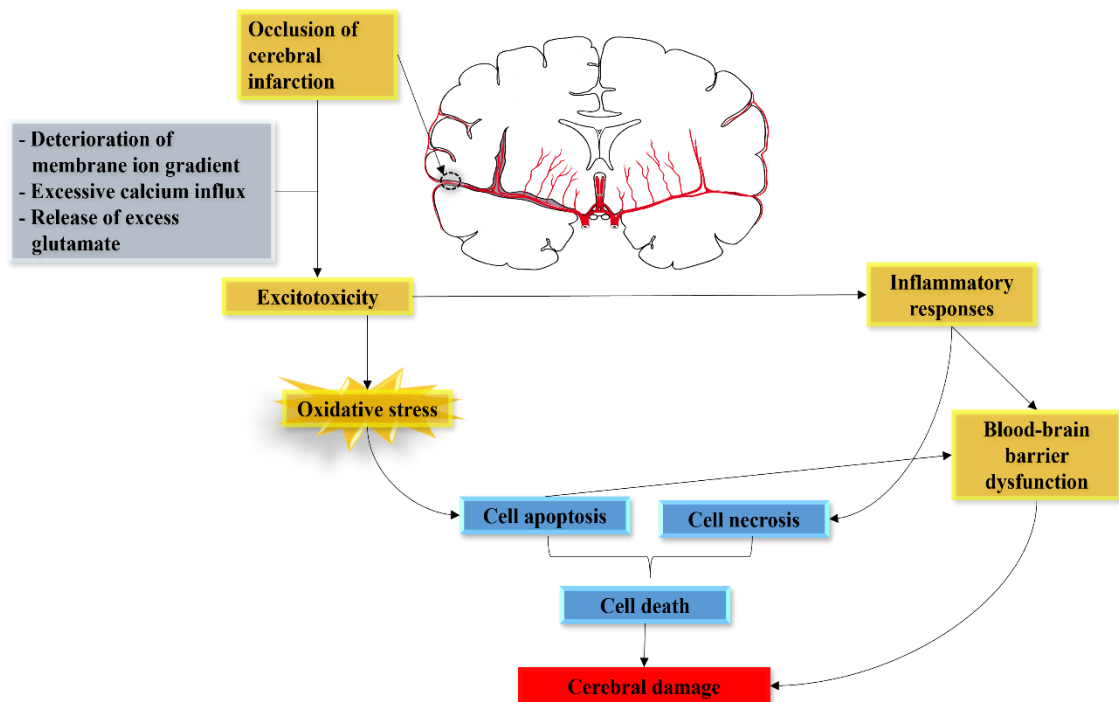 Occlusion of
cerebral
infarction
- Deterioration of
membrane ion gradient
- Excessive calcium influx
- Release of excess
glutamate
Excitotoxicity
Inflammatory
responses
Oxidative stress
Blood-brain
barrier
dysfunction
Cell apoptosis
Cell necrosis
Cell death
Cerebral damage